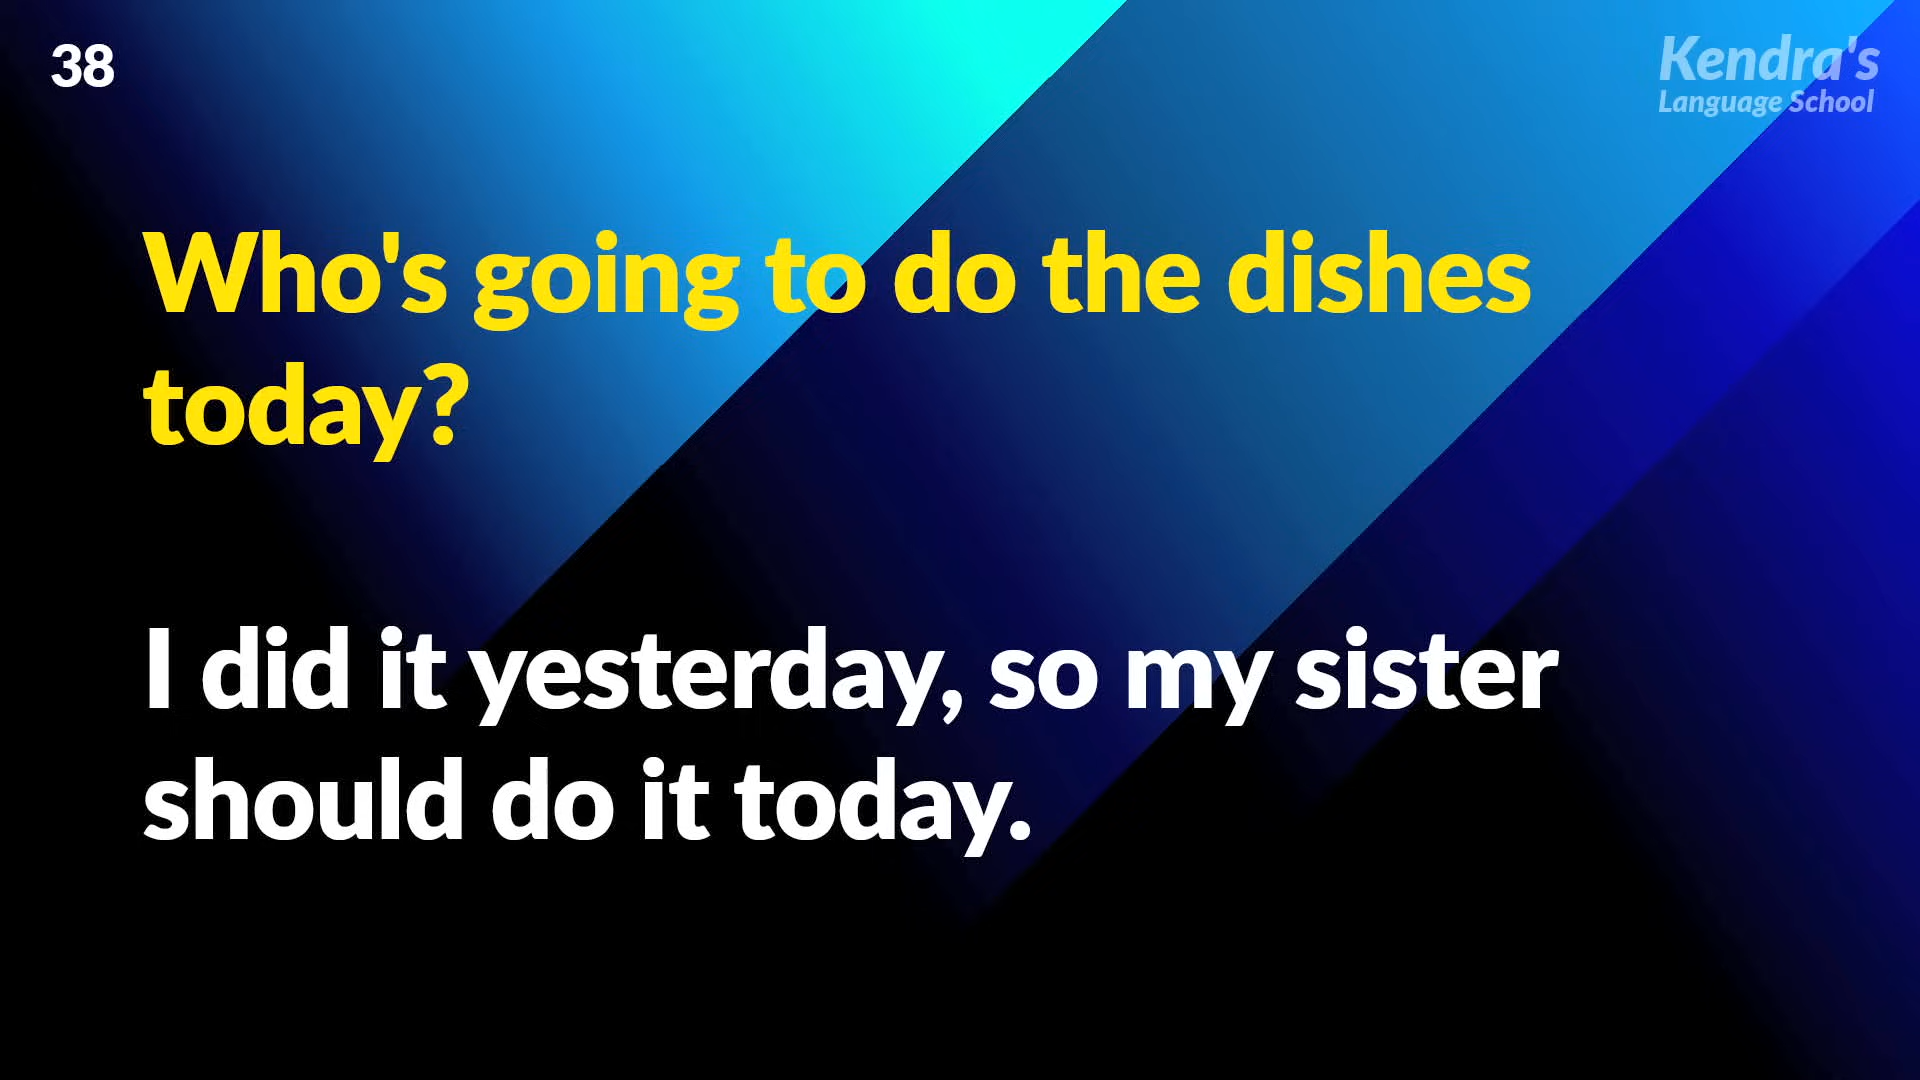 38
Kendra's
Language School
Who's going to do the dishes
today?
I did it yesterday, so my sister
should do it today.